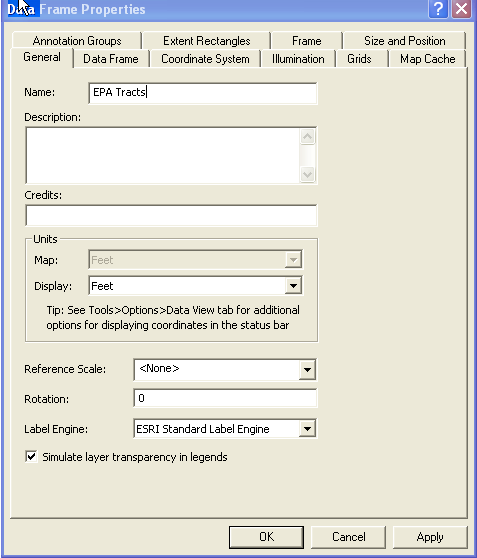 Data Frame Properties
Annotation Groups Extent Rectangles Frame Size and Position
General Data Frame Coordinate System Illumination Grids Map Cache
Name: EPA Tracts
Description:
Credits:
Units
Map: Feet
Display: Feet
Tip: See Tools>Options>Data View tab for additional
options for displaying coordinates in the status bar
Reference Scale: <None>
Rotation: 0
Label Engine: ESRI Standard Label Engine
Simulate layer transparency in legends
OK Cancel Apply